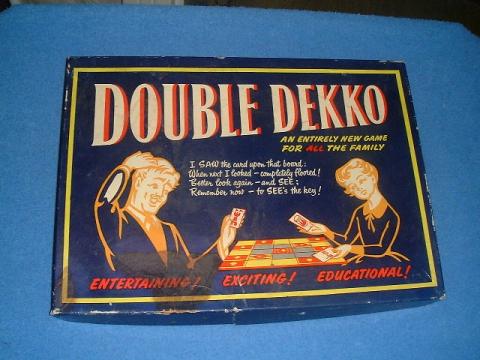 DOUBLE DEKKO
AN ENTIRELY NEW GAME
FOR ALL THE FAMILY
I SAW the card upon that board:
When next I looked - completely floored!
Better look again - and SEE:
Remember now - to SEE's the key!
ENTERTAINING! EXCITING! EDUCATIONAL!